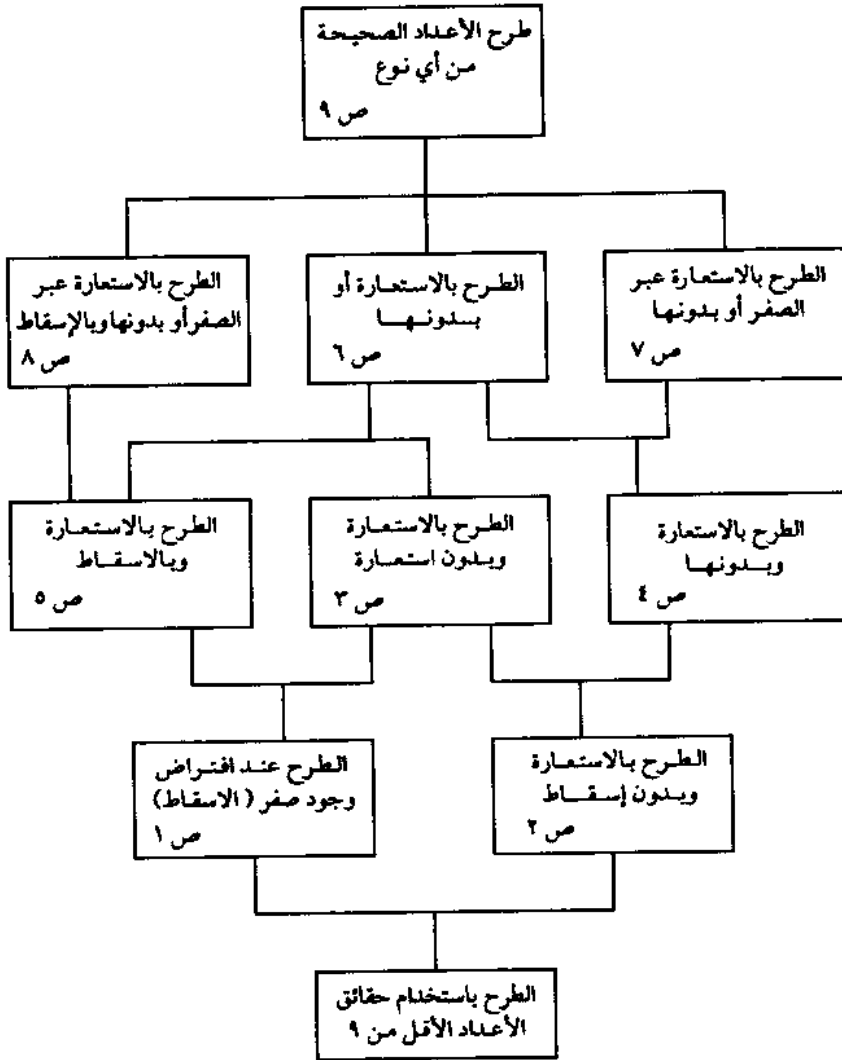 طرح الأعداد الصحيحة
من أي نوع
ص ٩
الطرح بالاستعارة عبر
الصفر أو بدونها
ص ٧
الطرح بالاستعارة أو
بدونها
ص ٦
الطرح بالاستعارة عبر
الصفر أو بدونها وبالإسقاط
ص ٨
الطرح بالاستعارة
وبدونها
ص ٤
الطرح بالاستعارة
وبدون استعارة
ص ٣
الطرح بالاستعارة
وبالاسقاط
ص ٥
الطرح بالاستعارة
وبدون إسقاط
ص ٢
الطرح عند افتراض
وجود صفر (الاسقاط)
ص ١
الطرح باستخدام حقائق
الأعداد الأقل من ٩